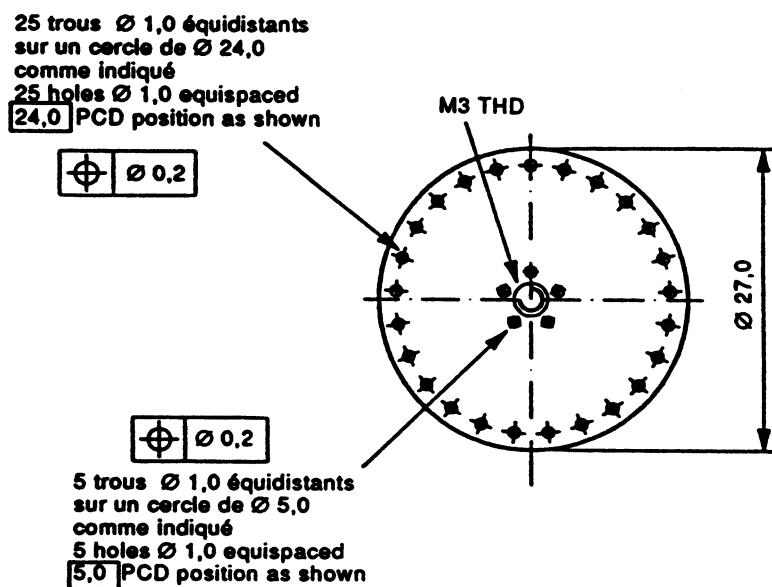 25 trous Ø 1,0 équidistants
sur un cercle de Ø 24,0
comme indiqué
25 holes Ø 1,0 equispaced
24,0 PCD position as shown
Ø 0,2
M3 THD
Ø 27,0
Ø 0,2
5 trous Ø 1,0 équidistants
sur un cercle de Ø 5,0
comme indiqué
5 holes Ø 1,0 equispaced
5,0 PCD position as shown